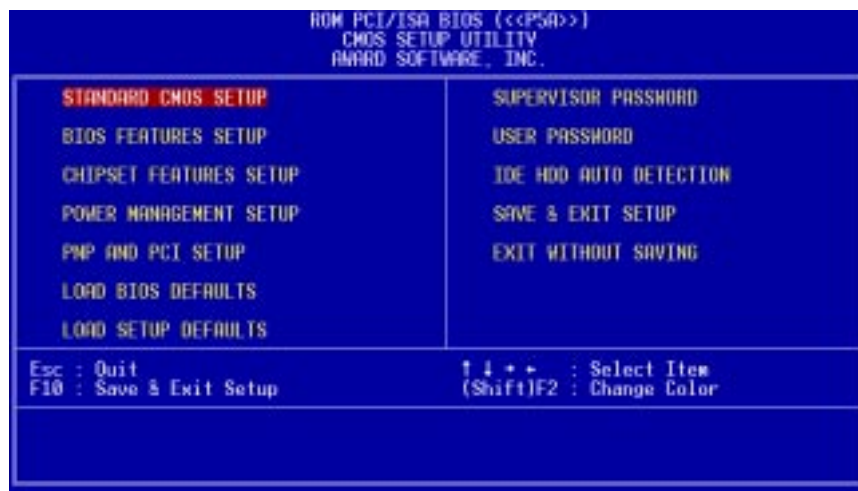 ROM PCI/ISA BIOS (<<P5A>>)
CMOS SETUP UTILITY
AWARD SOFTWARE, INC.
STANDARD CMOS SETUP
BIOS FEATURES SETUP
CHIPSET FEATURES SETUP
POWER MANAGEMENT SETUP
PNP AND PCI SETUP
LOAD BIOS DEFAULTS
LOAD SETUP DEFAULTS
SUPERVISOR PASSWORD
USER PASSWORD
IDE HDD AUTO DETECTION
SAVE & EXIT SETUP
EXIT WITHOUT SAVING
Esc : Quit
F10 : Save & Exit Setup
↑ ↓ → ← : Select Item
(Shift)F2 : Change Color